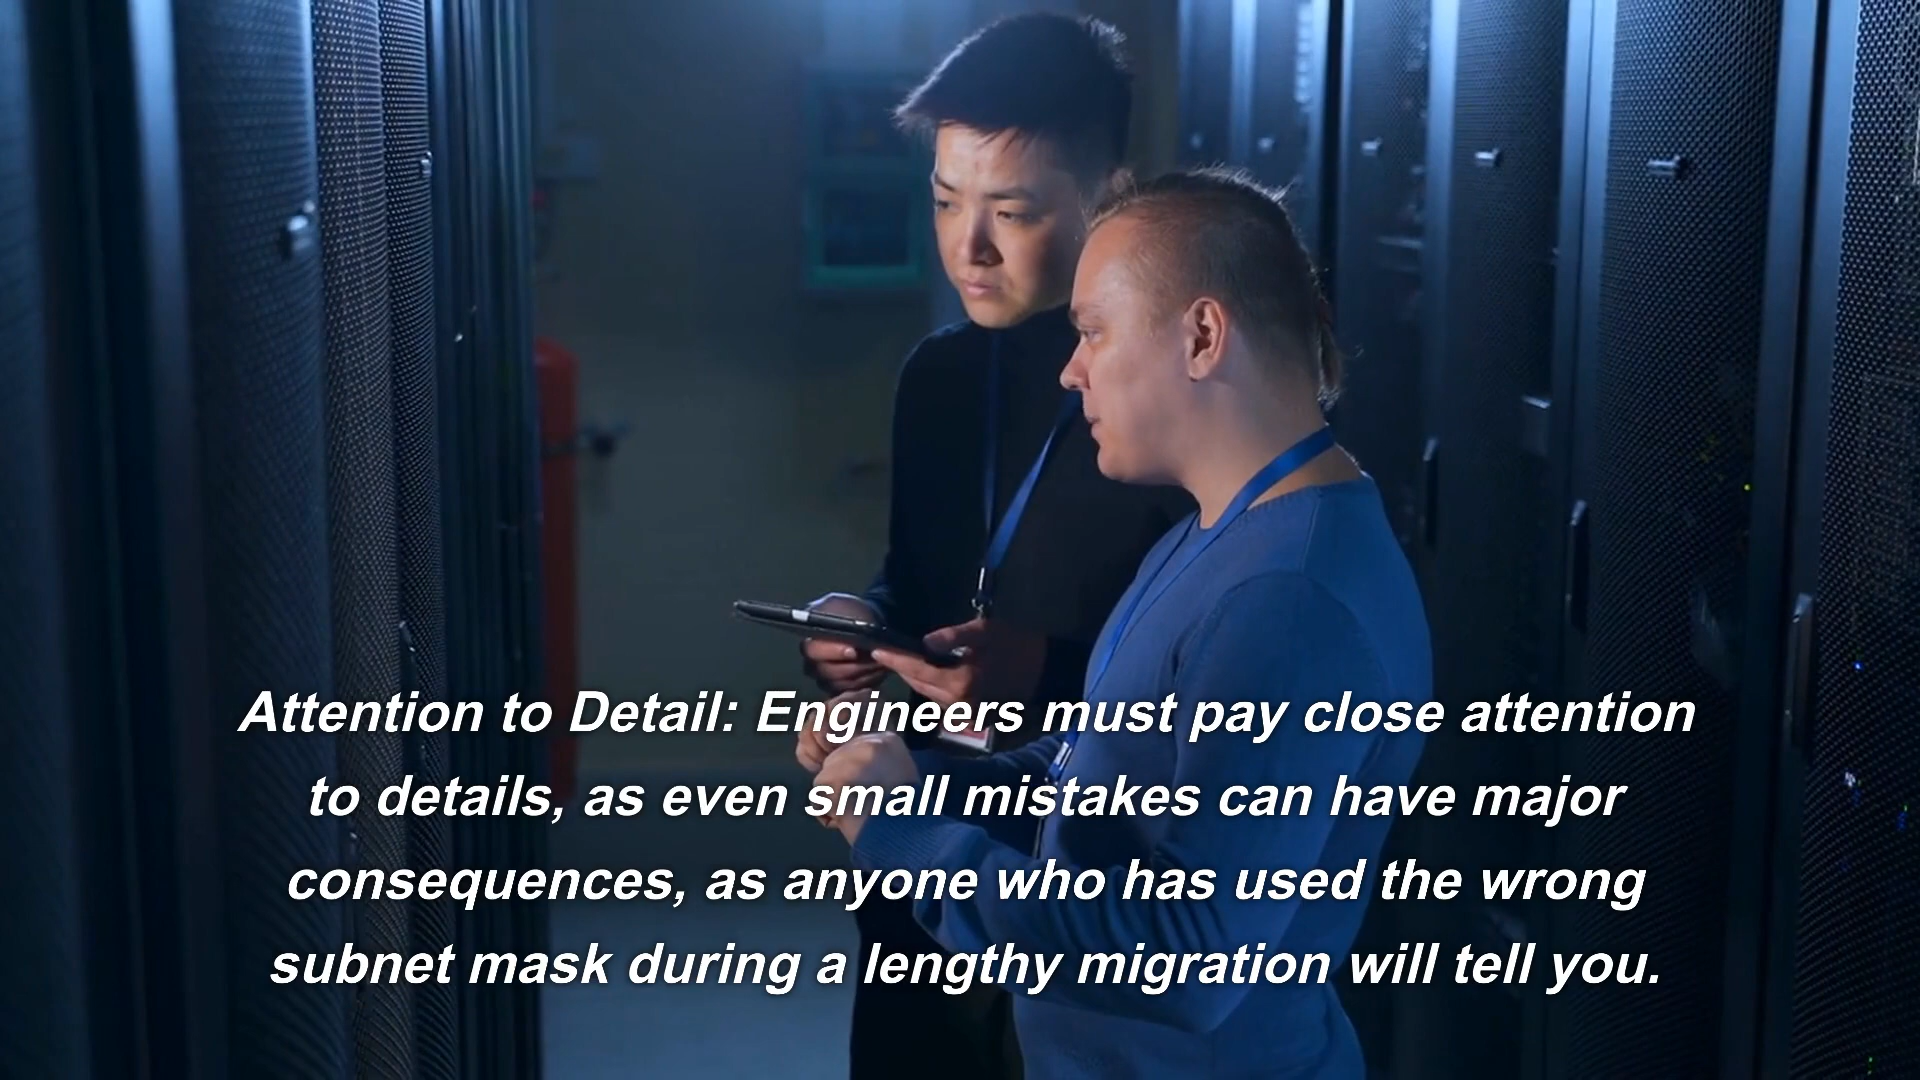 Attention to Detail: Engineers must pay close attention
to details, as even small mistakes can have major
consequences, as anyone who has used the wrong
subnet mask during a lengthy migration will tell you.